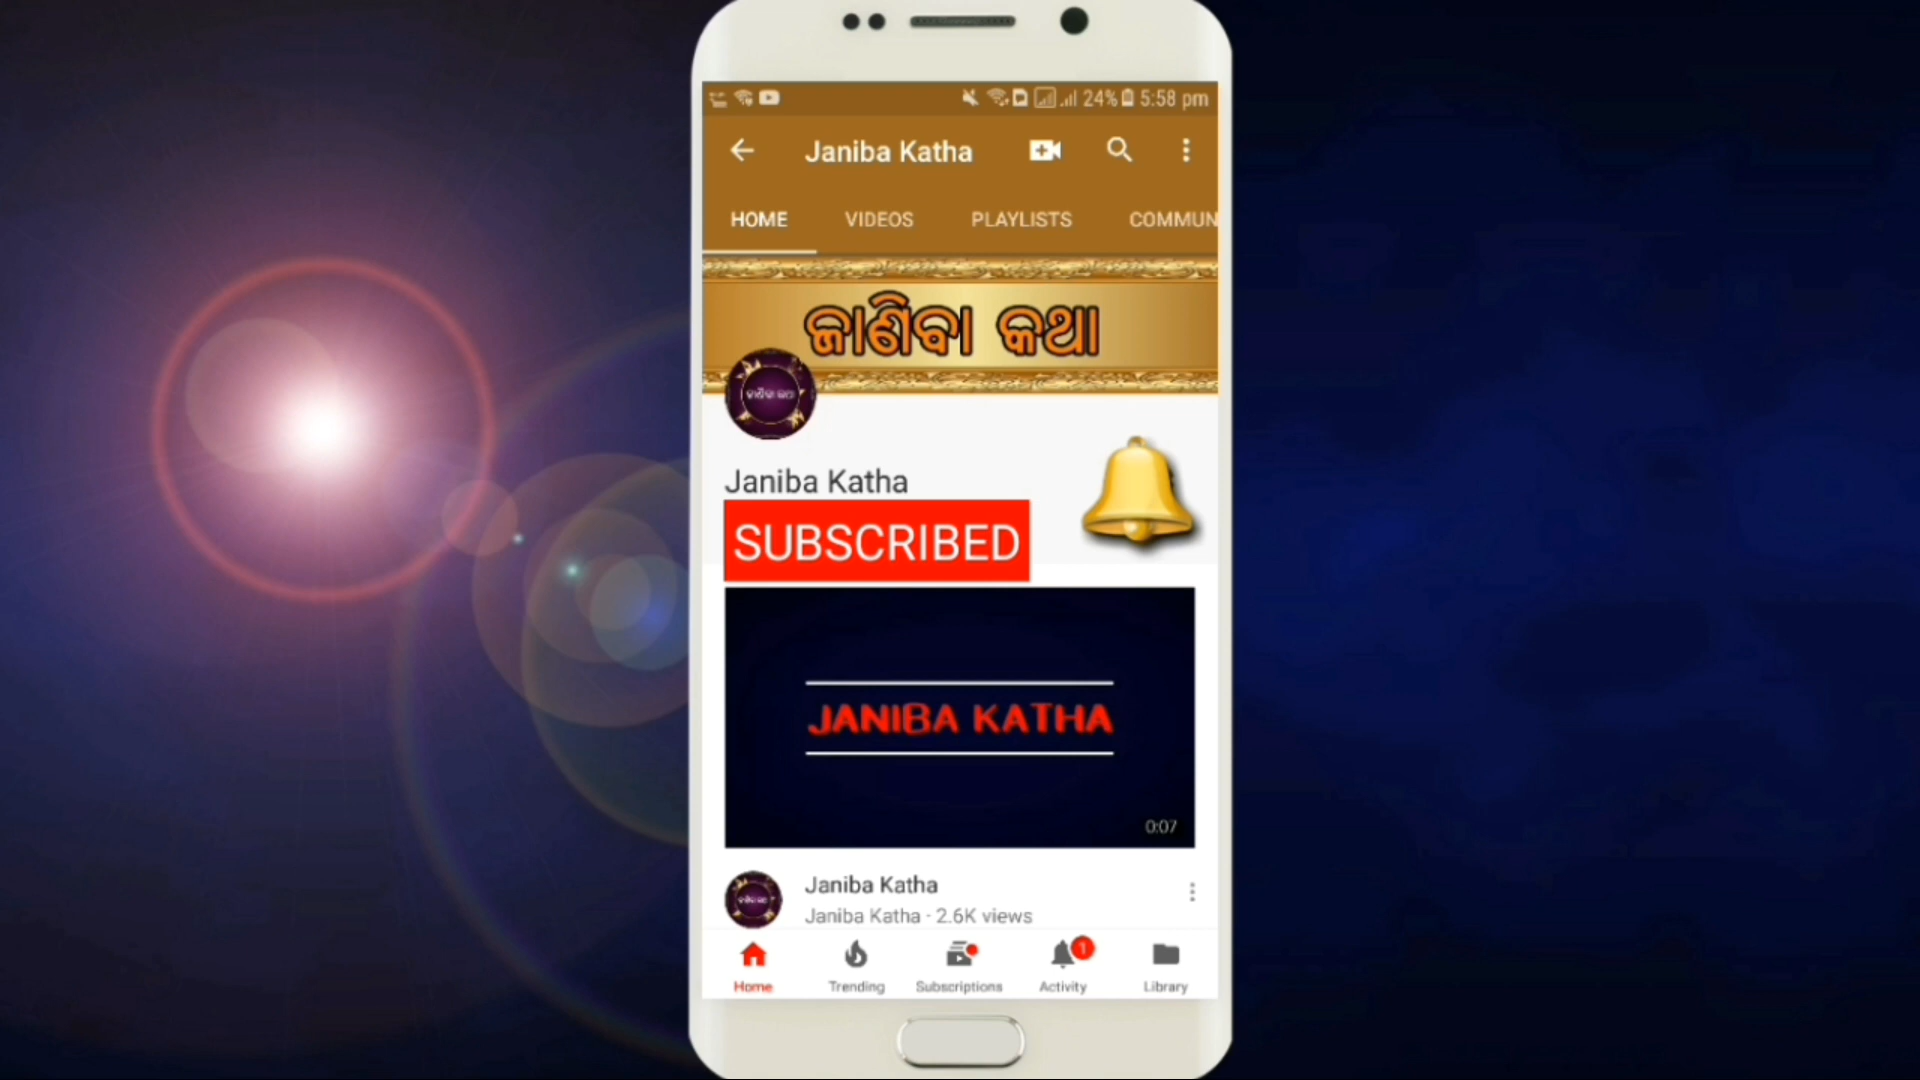 24% 5:58 pm
Janiba Katha
HOME VIDEOS PLAYLISTS COMMUN
ଜାଣିବା କଥା
ଜାଣିବା କଥା
Janiba Katha
SUBSCRIBED
JANIBA KATHA
0:07
Janiba Katha
Janiba Katha · 2.6K views
1
Home Trending Subscriptions Activity Library